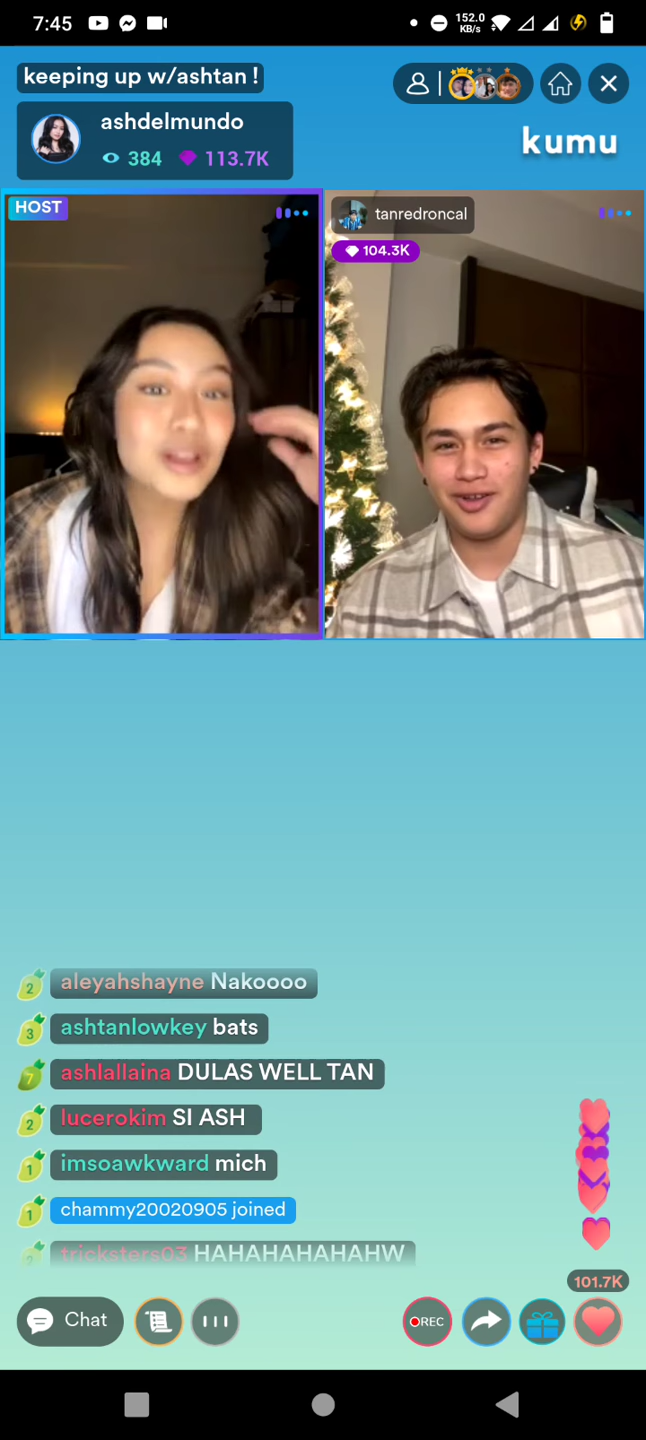 7:45
152.0
KB/s
keeping up w/ashtan !
ashdelmundo
384
113.7K
kumu
HOST
tanredroncal
104.3K
2 aleyahshayne Nakoooo
3 ashtanlowkey bats
7 ashlallaina DULAS WELL TAN
2 lucerokim SI ASH
1 imsoawkward mich
1 chammy20020905 joined
2 tricksters03 HAHAHAHAHAHW
101.7K
Chat
REC